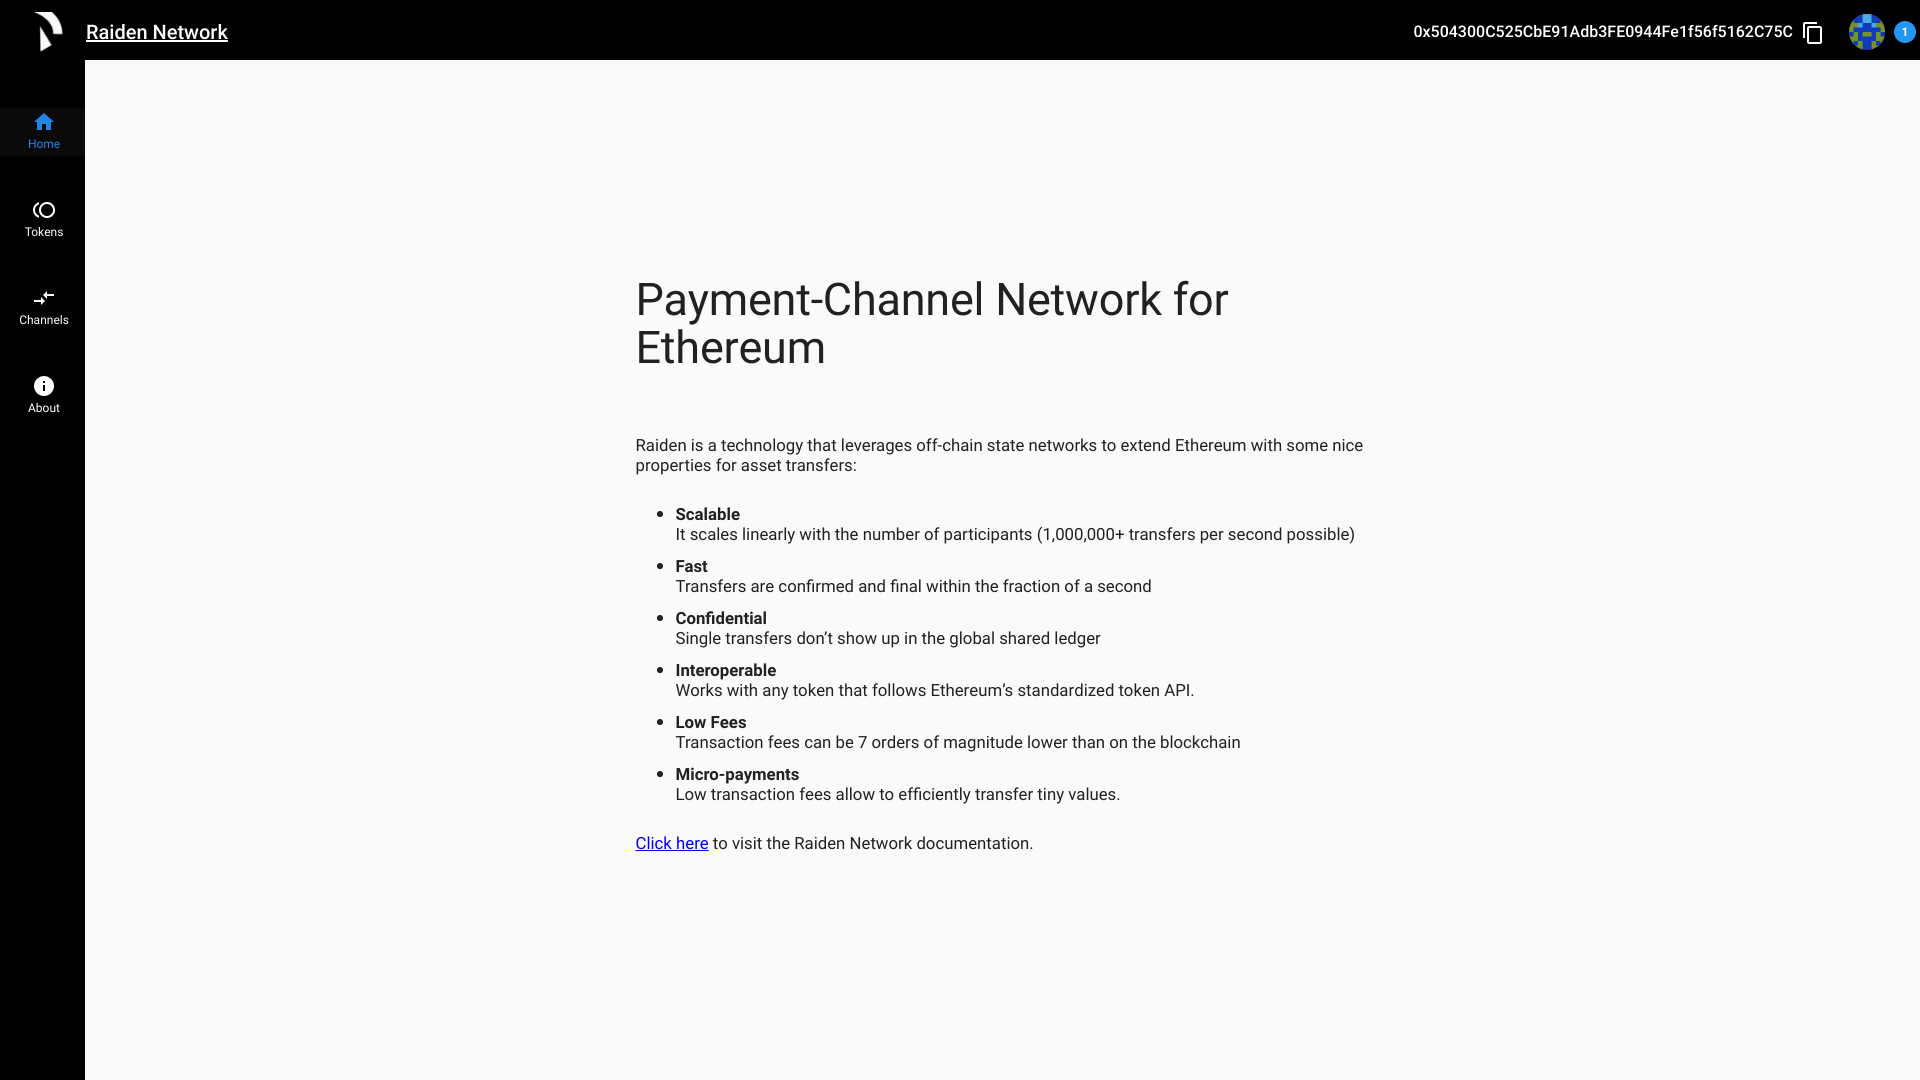 Raiden Network
0x504300C525CbE91Adb3FE0944Fe1f56f5162C75C
1
Home
Tokens
Channels
About
Payment-Channel Network for
Ethereum
Raiden is a technology that leverages off-chain state networks to extend Ethereum with some nice
properties for asset transfers:
• Scalable
It scales linearly with the number of participants (1,000,000+ transfers per second possible)
• Fast
Transfers are confirmed and final within the fraction of a second
• Confidential
Single transfers don’t show up in the global shared ledger
• Interoperable
Works with any token that follows Ethereum’s standardized token API.
• Low Fees
Transaction fees can be 7 orders of magnitude lower than on the blockchain
• Micro-payments
Low transaction fees allow to efficiently transfer tiny values.
Click here to visit the Raiden Network documentation.